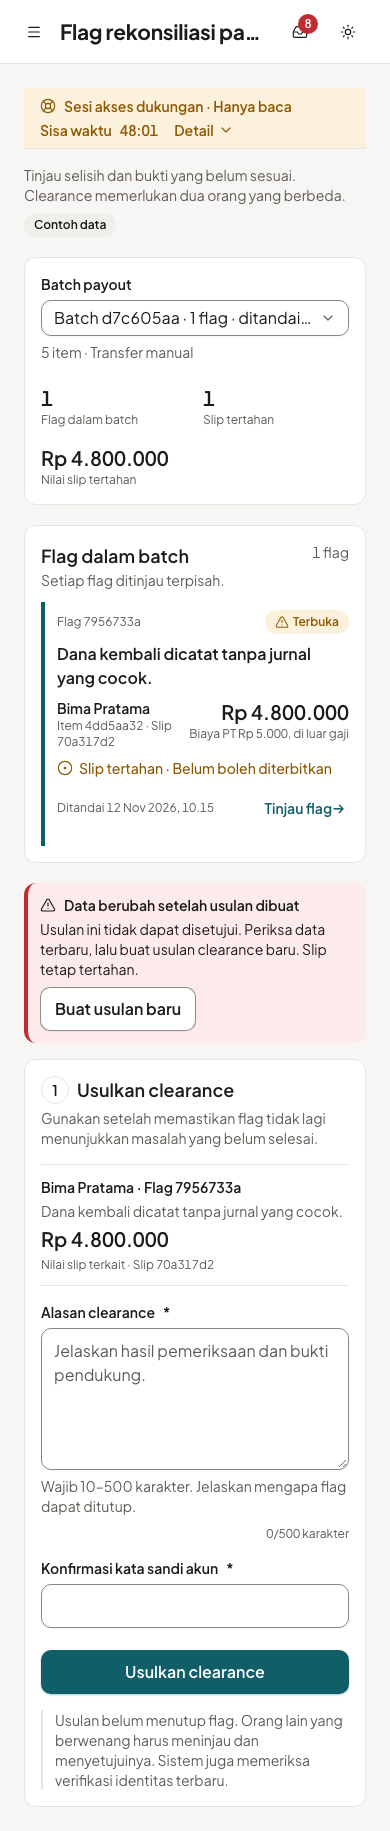 Flag rekonsiliasi pa...
8
Sesi akses dukungan · Hanya baca
Sisa waktu 48:01 Detail
Tinjau selisih dan bukti yang belum sesuai.
Clearance memerlukan dua orang yang berbeda.
Contoh data
Batch payout
Batch d7c605aa · 1 flag · ditandai...
5 item · Transfer manual
1
Flag dalam batch
1
Slip tertahan
Rp 4.800.000
Nilai slip tertahan
Flag dalam batch
1 flag
Setiap flag ditinjau terpisah.
Flag 7956733a
Terbuka
Dana kembali dicatat tanpa jurnal
yang cocok.
Bima Pratama
Item 4dd5aa32 · Slip
70a317d2
Rp 4.800.000
Biaya PT Rp 5.000, di luar gaji
Slip tertahan · Belum boleh diterbitkan
Ditandai 12 Nov 2026, 10.15
Tinjau flag→
Data berubah setelah usulan dibuat
Usulan ini tidak dapat disetujui. Periksa data
terbaru, lalu buat usulan clearance baru. Slip
tetap tertahan.
Buat usulan baru
1 Usulkan clearance
Gunakan setelah memastikan flag tidak lagi
menunjukkan masalah yang belum selesai.
Bima Pratama · Flag 7956733a
Dana kembali dicatat tanpa jurnal yang cocok.
Rp 4.800.000
Nilai slip terkait · Slip 70a317d2
Alasan clearance *
Jelaskan hasil pemeriksaan dan bukti
pendukung.
Wajib 10–500 karakter. Jelaskan mengapa flag
dapat ditutup.
0/500 karakter
Konfirmasi kata sandi akun *
Usulkan clearance
Usulan belum menutup flag. Orang lain yang
berwenang harus meninjau dan
menyetujuinya. Sistem juga memeriksa
verifikasi identitas terbaru.